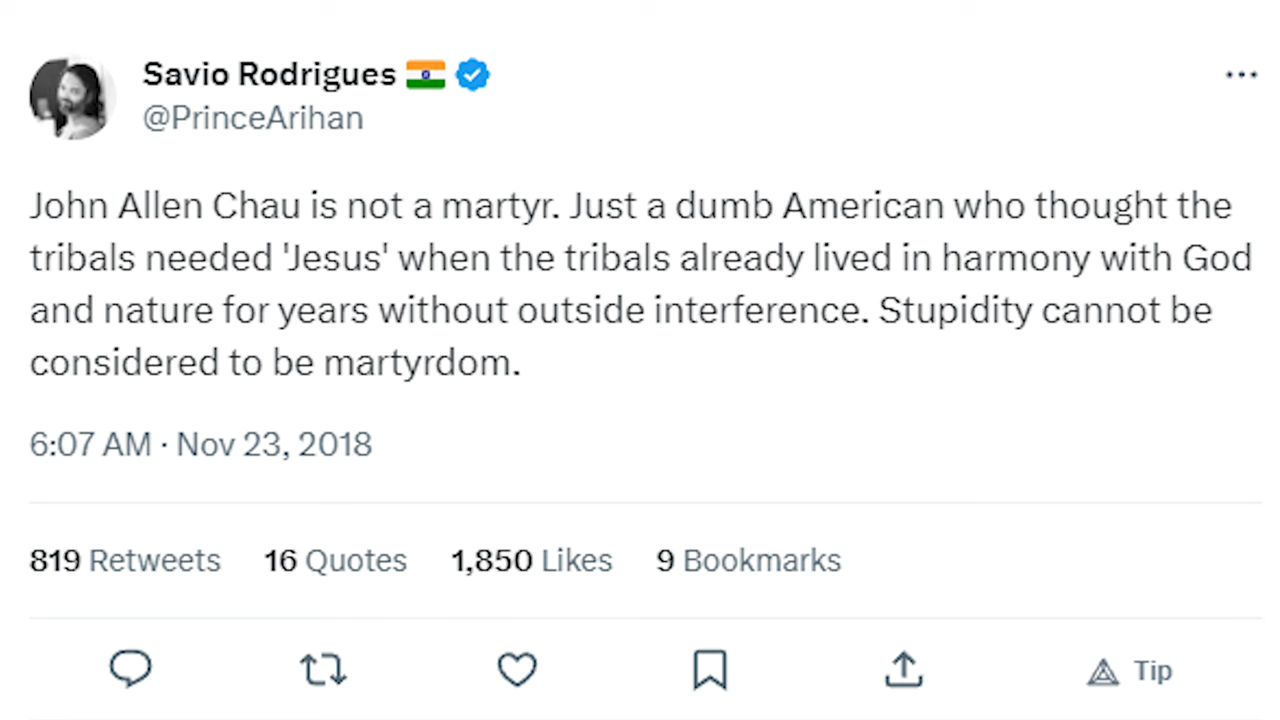 Savio Rodrigues
@PrinceArihan
John Allen Chau is not a martyr. Just a dumb American who thought the
tribals needed 'Jesus' when the tribals already lived in harmony with God
and nature for years without outside interference. Stupidity cannot be
considered to be martyrdom.
6:07 AM · Nov 23, 2018
819 Retweets 16 Quotes 1,850 Likes 9 Bookmarks
Tip